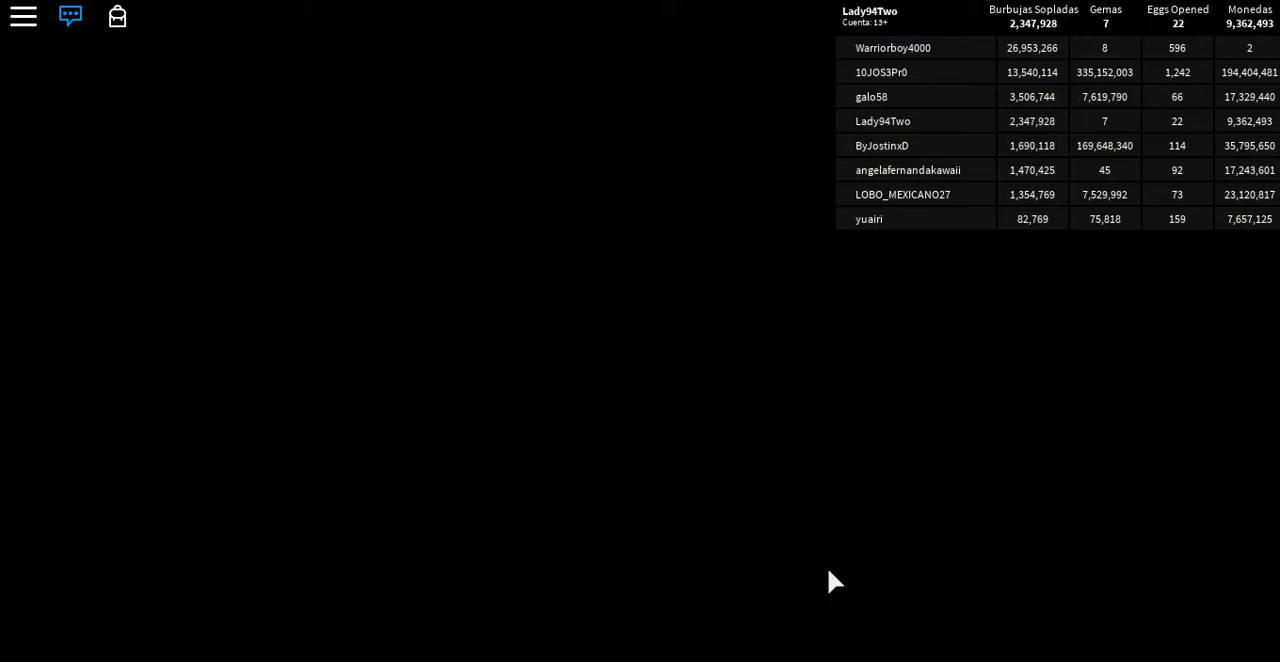 Lady94Two Burbujas Sopladas Gemas Eggs Opened Monedas
Cuenta: 13+ 2,347,928 7 22 9,362,493
Warriorboy4000 26,953,266 8 596 2
10JOS3Pr0 13,540,114 335,152,003 1,242 194,404,481
galo58 3,506,744 7,619,790 66 17,329,440
Lady94Two 2,347,928 7 22 9,362,493
ByJostinxD 1,690,118 169,648,340 114 35,795,650
angelafernandakawaii 1,470,425 45 92 17,243,601
LOBO_MEXICANO27 1,354,769 7,529,992 73 23,120,817
yuairi 82,769 75,818 159 7,657,125